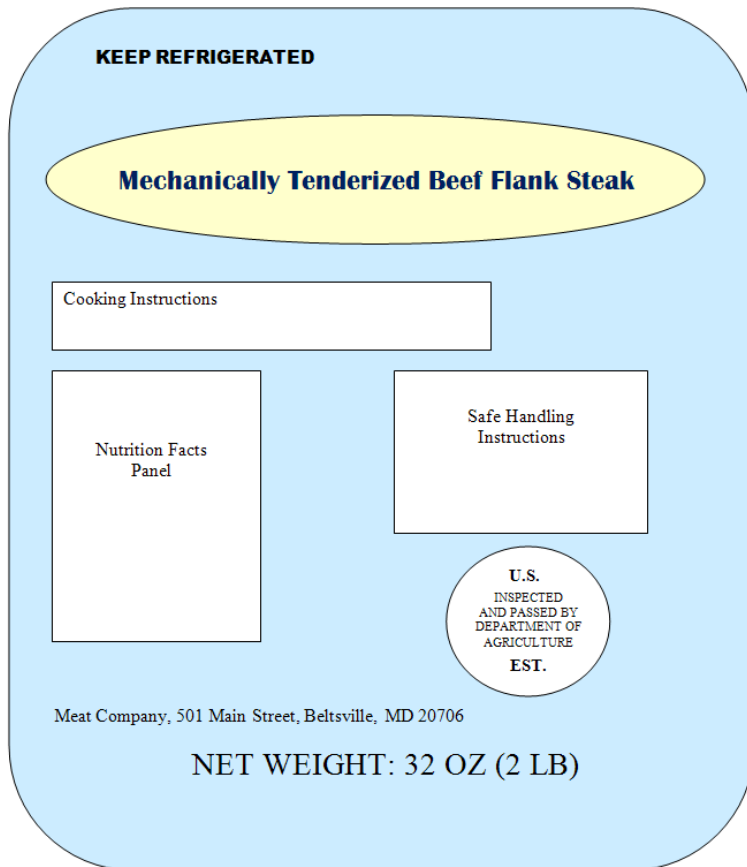 KEEP REFRIGERATED
Mechanically Tenderized Beef Flank Steak
Cooking Instructions
Nutrition Facts
Panel
Safe Handling
Instructions
U.S.
INSPECTED
AND PASSED BY
DEPARTMENT OF
AGRICULTURE
EST.
Meat Company, 501 Main Street, Beltsville, MD 20706
NET WEIGHT: 32 OZ (2 LB)